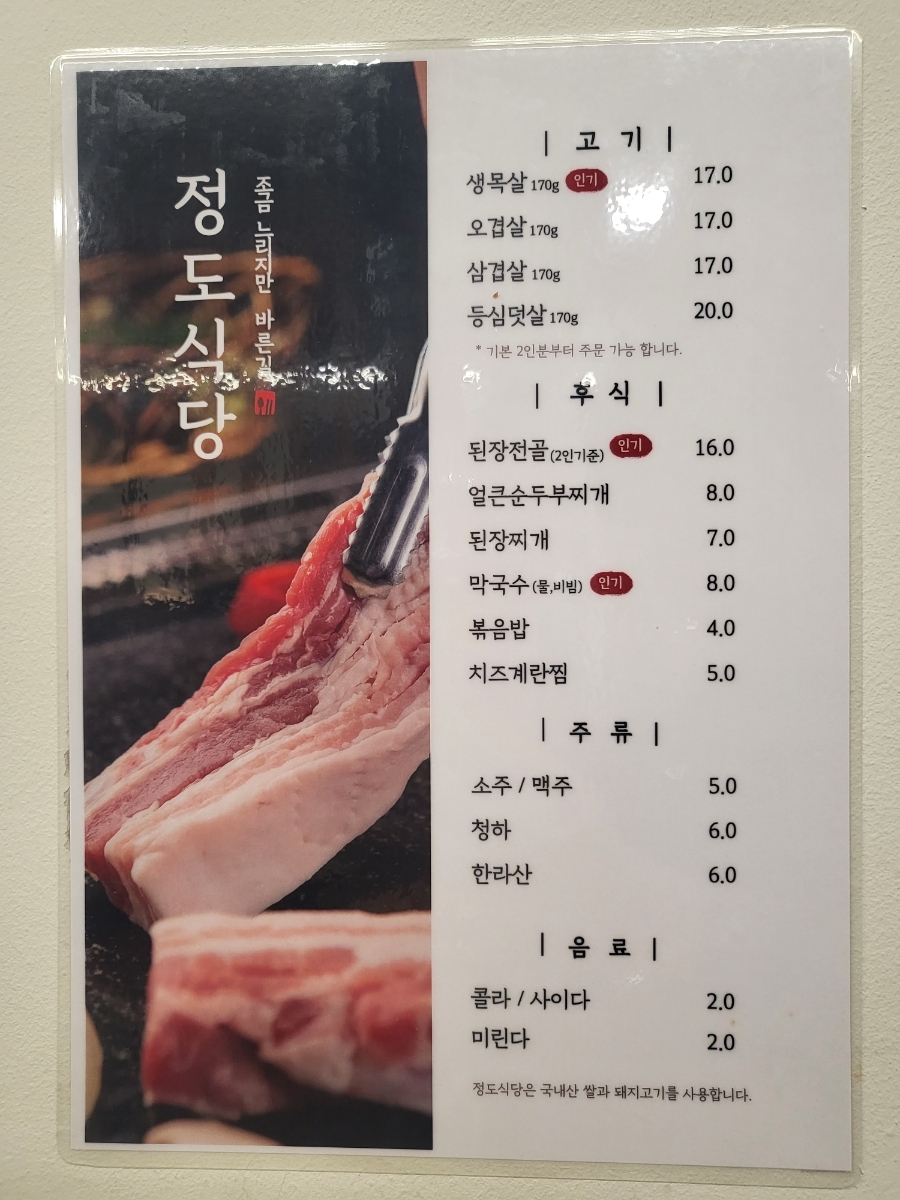 정도식당
조금 느리지만 바른길
| 고 기 |
생목살 170g 인기 17.0
오겹살 170g 17.0
삼겹살 170g 17.0
등심덧살 170g 20.0
* 기본 2인분부터 주문 가능 합니다.
| 후 식 |
된장전골(2인기준) 인기 16.0
얼큰순두부찌개 8.0
된장찌개 7.0
막국수(물,비빔) 인기 8.0
볶음밥 4.0
치즈계란찜 5.0
| 주 류 |
소주 / 맥주 5.0
청하 6.0
한라산 6.0
| 음 료 |
콜라 / 사이다 2.0
미린다 2.0
정도식당은 국내산 쌀과 돼지고기를 사용합니다.